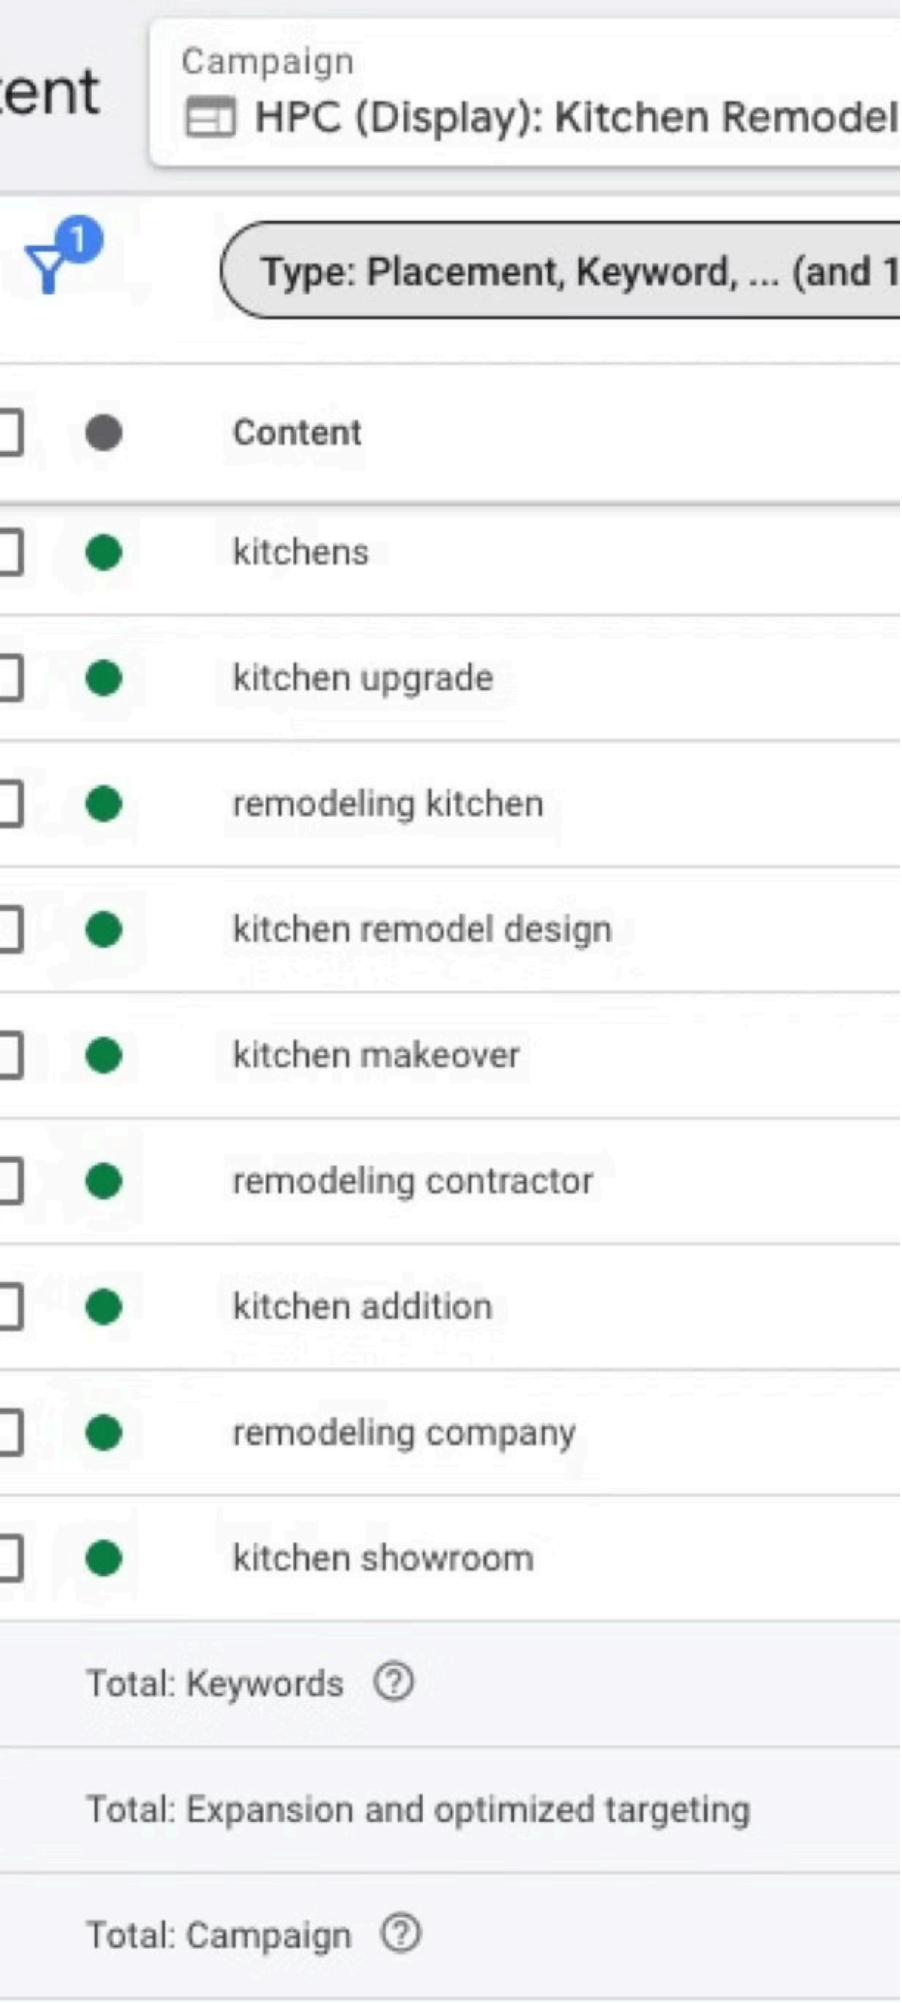 Campaign
tent
HPC (Display): Kitchen Remodel
1
Type: Placement, Keyword, ... (and 1
Content
kitchens
kitchen upgrade
remodeling kitchen
kitchen remodel design
kitchen makeover
remodeling contractor
kitchen addition
remodeling company
kitchen showroom
Total: Keywords ?
Total: Expansion and optimized targeting
Total: Campaign ?